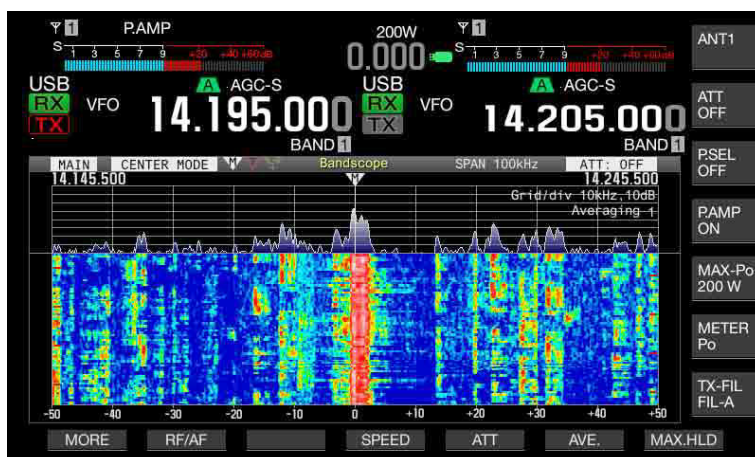 1 P.AMP 200W 1 ANT1
S 1 3 5 7 9 +20 +40 +60dB 0.000 S 1 3 5 7 9 +20 +40 +60dB
USB A AGC-S USB A AGC-S ATT OFF
RX VFO 14.195.000 RX VFO 14.205.000
TX TX
BAND 1 BAND 1 P.SEL OFF
MAIN CENTER MODE M T Bandscope SPAN 100kHz ATT: OFF
14.145.500 M 14.245.500
Grid/div 10kHz,10dB
Averaging 1 P.AMP ON
MAX-Po 200 W
METER Po
TX-FIL FIL-A
-50 -40 -30 -20 -10 0 +10 +20 +30 +40 +50
MORE RF/AF SPEED ATT AVE. MAX.HLD